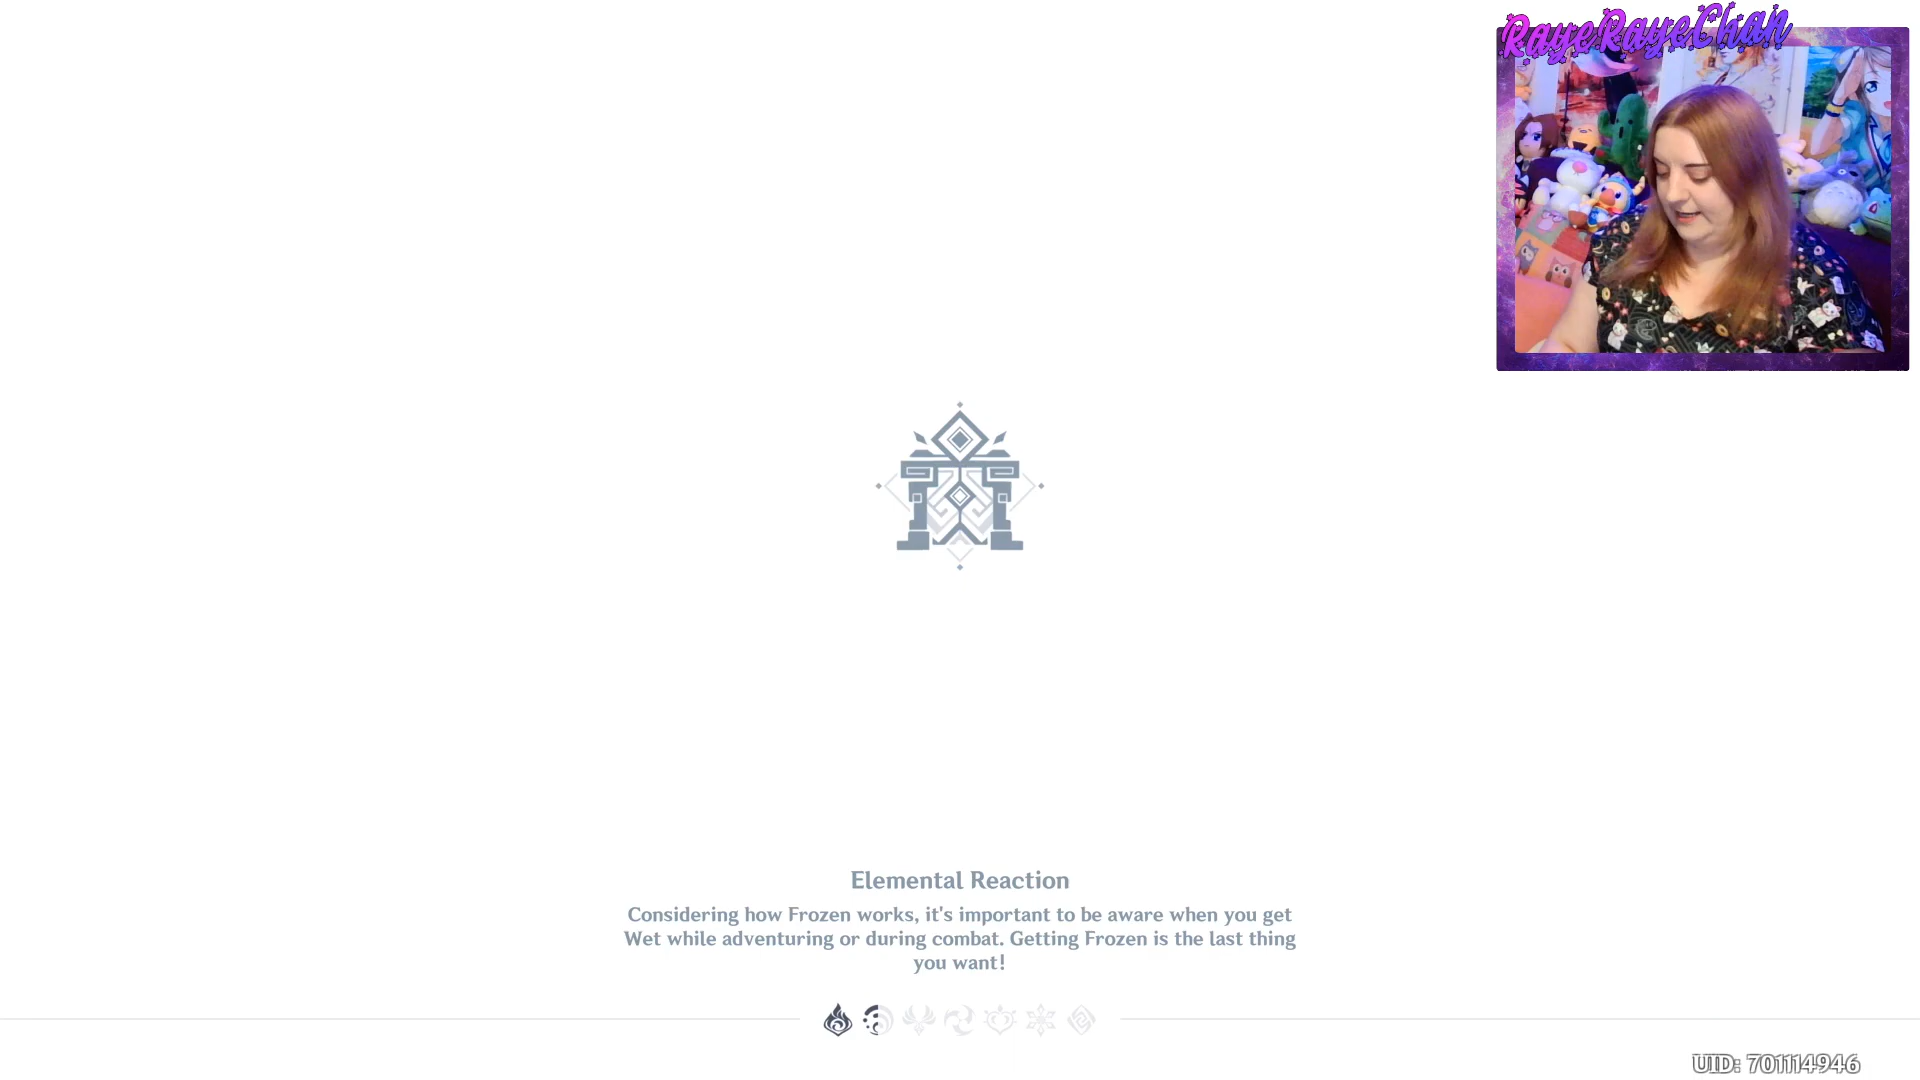 RayeRayeChan
Elemental Reaction
Considering how Frozen works, it's important to be aware when you get
Wet while adventuring or during combat. Getting Frozen is the last thing
you want!
UID: 701114946